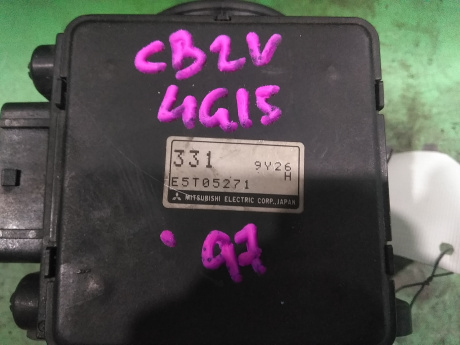 CB2V
4G15
331 9Y26
H
E5T05271
MITSUBISHI ELECTRIC CORP., JAPAN
97